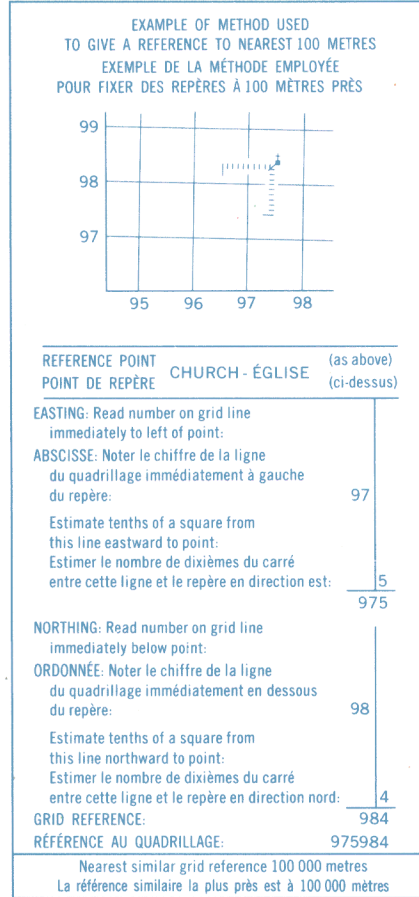 EXAMPLE OF METHOD USED
TO GIVE A REFERENCE TO NEAREST 100 METRES
EXEMPLE DE LA MÉTHODE EMPLOYÉE
POUR FIXER DES REPÈRES À 100 MÈTRES PRÈS
99
98
97
95 96 97 98
REFERENCE POINT
POINT DE REPÈRE
CHURCH - ÉGLISE
(as above)
(ci-dessus)
EASTING: Read number on grid line
immediately to left of point:
ABSCISSE: Noter le chiffre de la ligne
du quadrillage immédiatement à gauche
du repère: 97
Estimate tenths of a square from
this line eastward to point:
Estimer le nombre de dixièmes du carré
entre cette ligne et le repère en direction est: 5
975
NORTHING: Read number on grid line
immediately below point:
ORDONNÉE: Noter le chiffre de la ligne
du quadrillage immédiatement en dessous
du repère: 98
Estimate tenths of a square from
this line northward to point:
Estimer le nombre de dixièmes du carré
entre cette ligne et le repère en direction nord: 4
GRID REFERENCE: 984
RÉFÉRENCE AU QUADRILLAGE: 975984
Nearest similar grid reference 100 000 metres
La référence similaire la plus près est à 100 000 mètres